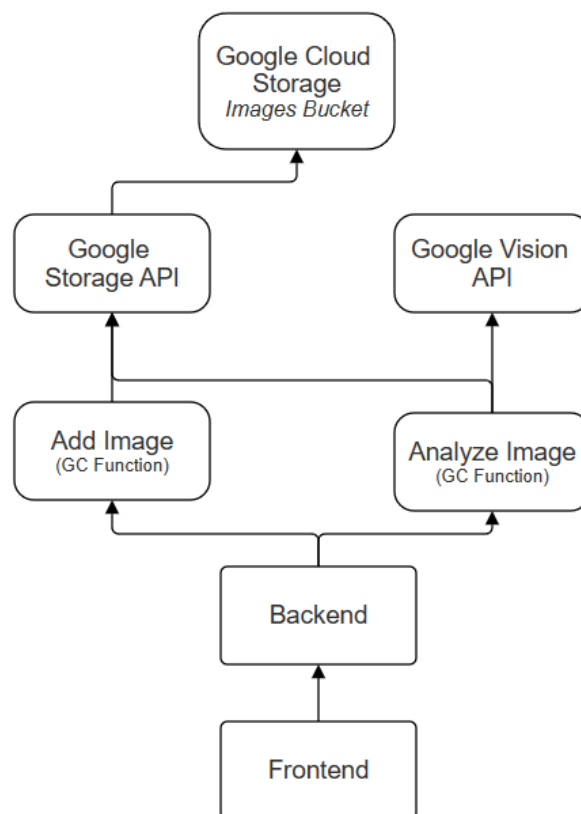 Google Cloud
Storage
Images Bucket
Google
Storage API
Google Vision
API
Add Image
(GC Function)
Analyze Image
(GC Function)
Backend
Frontend